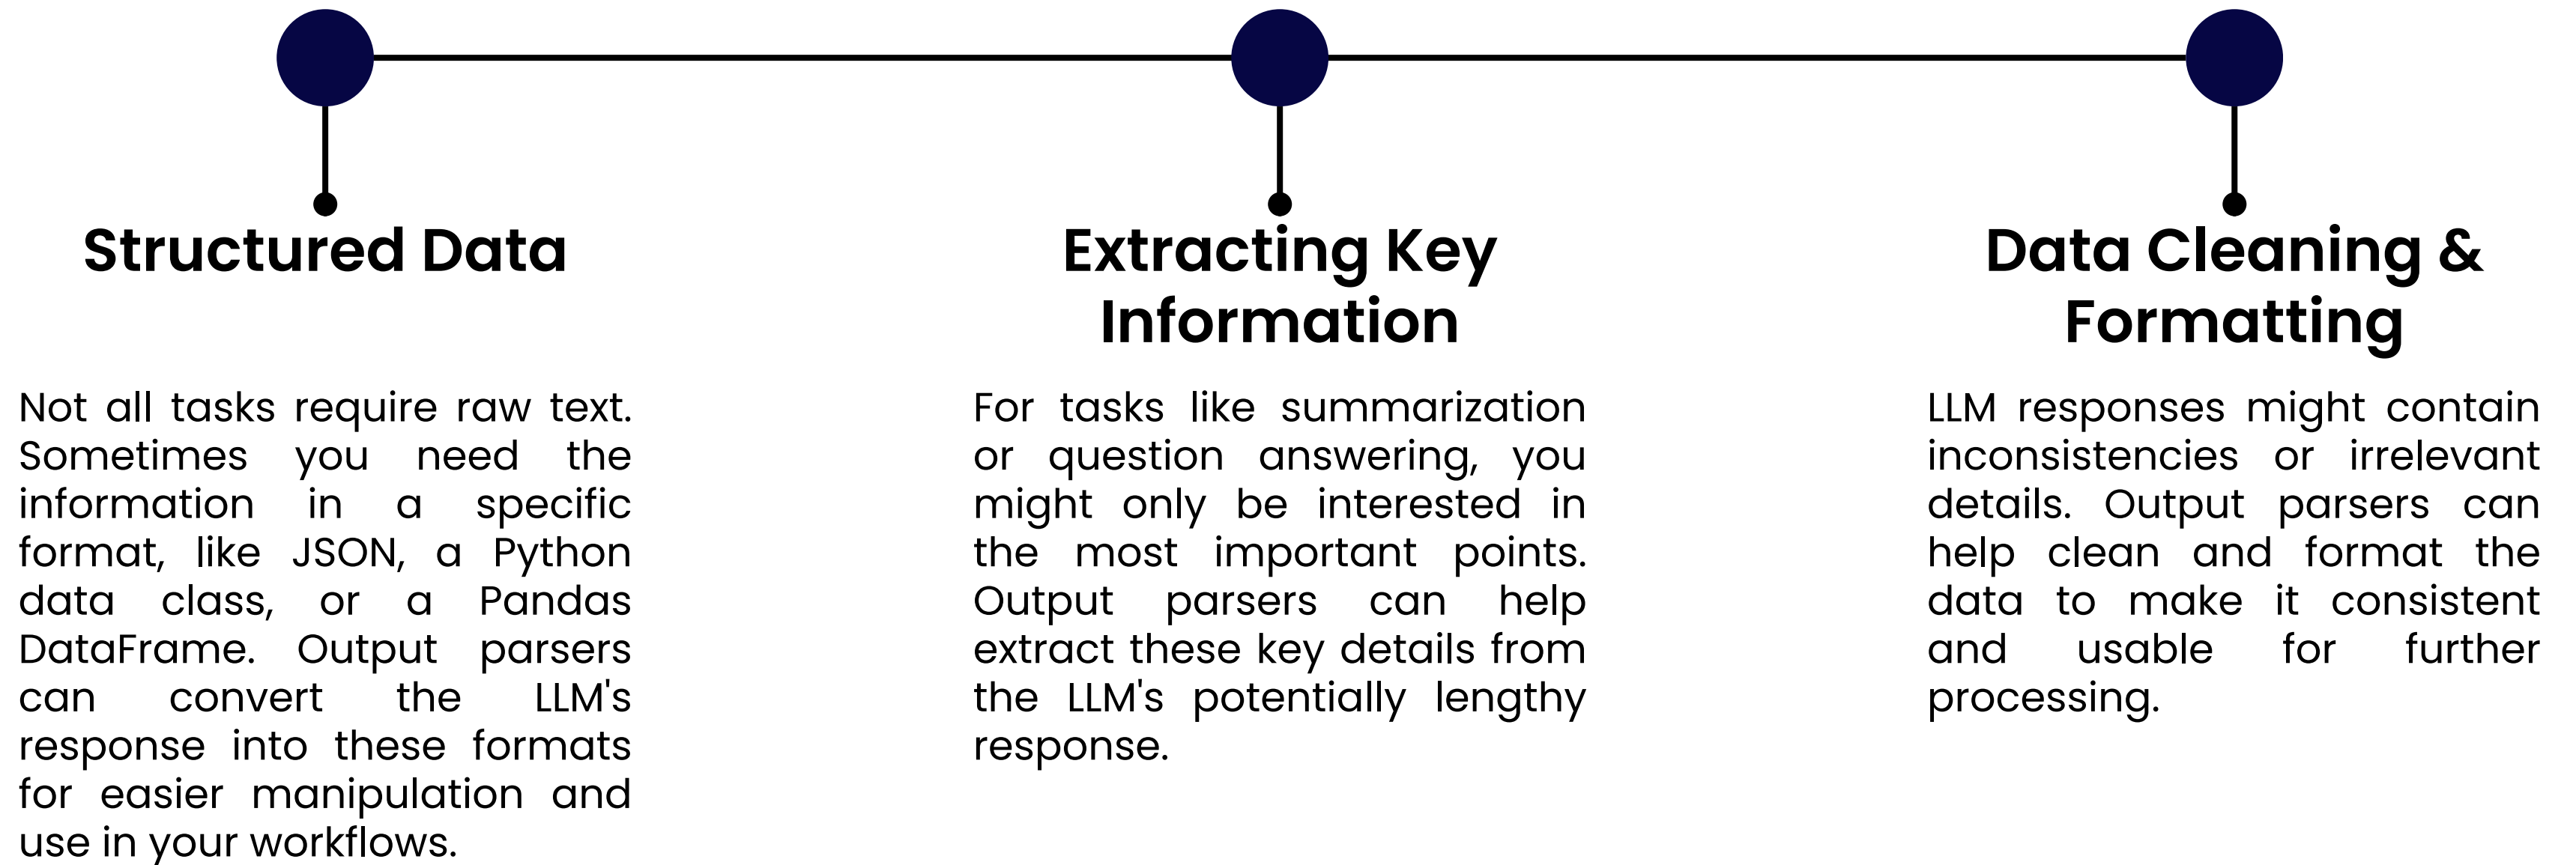 Structured Data
Not all tasks require raw text.
Sometimes you need the
information in a specific
format, like JSON, a Python
data class, or a Pandas
DataFrame. Output parsers
can convert the LLM's
response into these formats
for easier manipulation and
use in your workflows.
Extracting Key
Information
For tasks like summarization
or question answering, you
might only be interested in
the most important points.
Output parsers can help
extract these key details from
the LLM's potentially lengthy
response.
Data Cleaning &
Formatting
LLM responses might contain
inconsistencies or irrelevant
details. Output parsers can
help clean and format the
data to make it consistent
and usable for further
processing.